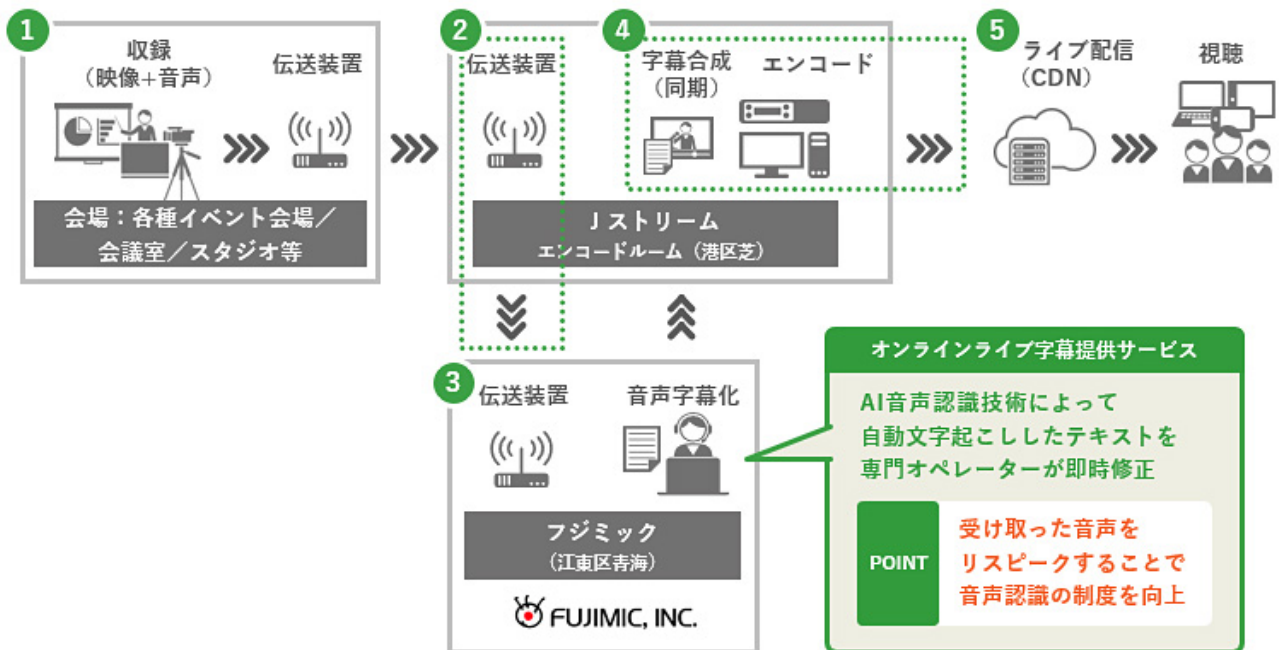 1
収録
（映像+音声）
伝送装置
会場：各種イベント会場／
会議室／スタジオ等
2
伝送装置
4
字幕合成
（同期）
エンコード
Jストリーム
エンコードルーム（港区芝）
5
ライブ配信
（CDN）
視聴
3
伝送装置
音声字幕化
フジミック
（江東区青海）
FUJIMIC, INC.
オンラインライブ字幕提供サービス
AI音声認識技術によって
自動文字起こししたテキストを
専門オペレーターが即時修正
POINT
受け取った音声を
リスピークすることで
音声認識の制度を向上